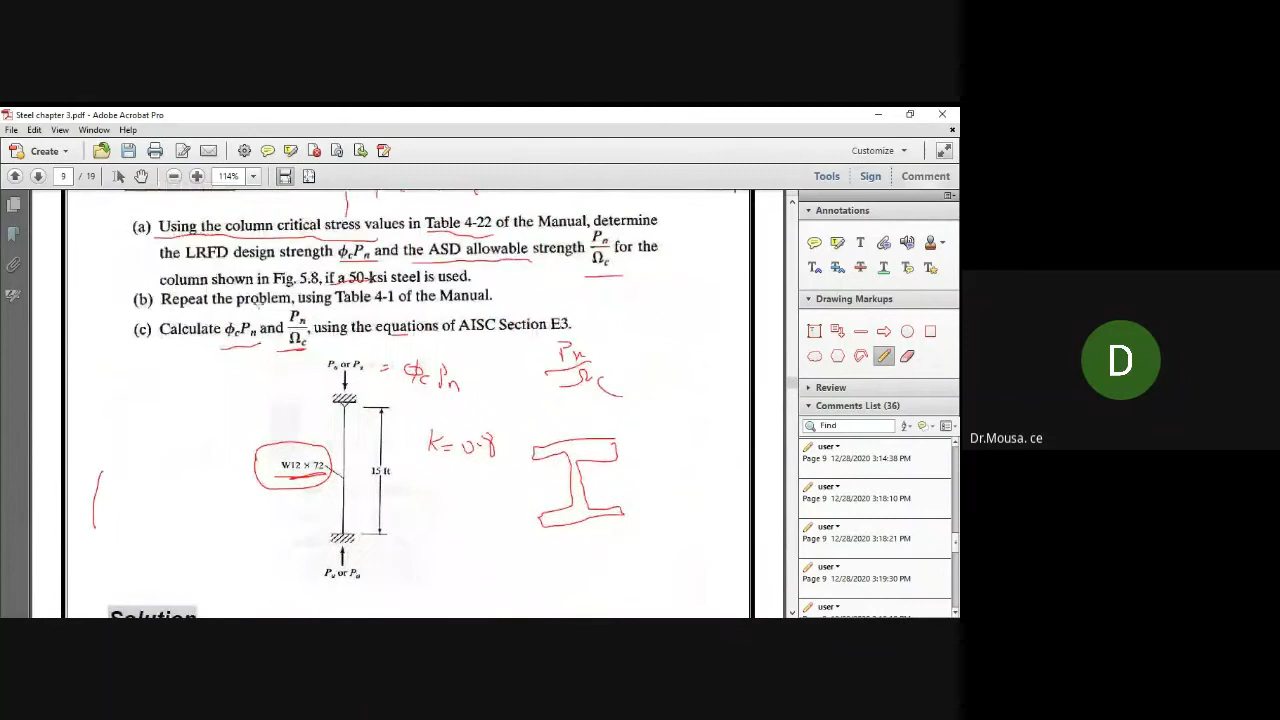 Steel chapter 3.pdf - Adobe Acrobat Pro
File Edit View Window Help
Create Customize
9 / 19 114% Tools Sign Comment
(a) Using the column critical stress values in Table 4-22 of the Manual, determine
the LRFD design strength ϕcPn and the ASD allowable strength Pn/Ωc for the
column shown in Fig. 5.8, if a 50-ksi steel is used.
(b) Repeat the problem, using Table 4-1 of the Manual.
(c) Calculate ϕcPn and Pn/Ωc, using the equations of AISC Section E3.
Pu or Pa = ϕc Pn
Pn/Ωc
K = 0.8
W12 × 72
15 ft
Pu or Pa
Solution
Annotations
Drawing Markups
Review
Comments List (36)
Find
user
Page 9 12/28/2020 3:14:38 PM
user
Page 9 12/28/2020 3:18:10 PM
user
Page 9 12/28/2020 3:18:21 PM
user
Page 9 12/28/2020 3:19:30 PM
user
D
Dr.Mousa. ce